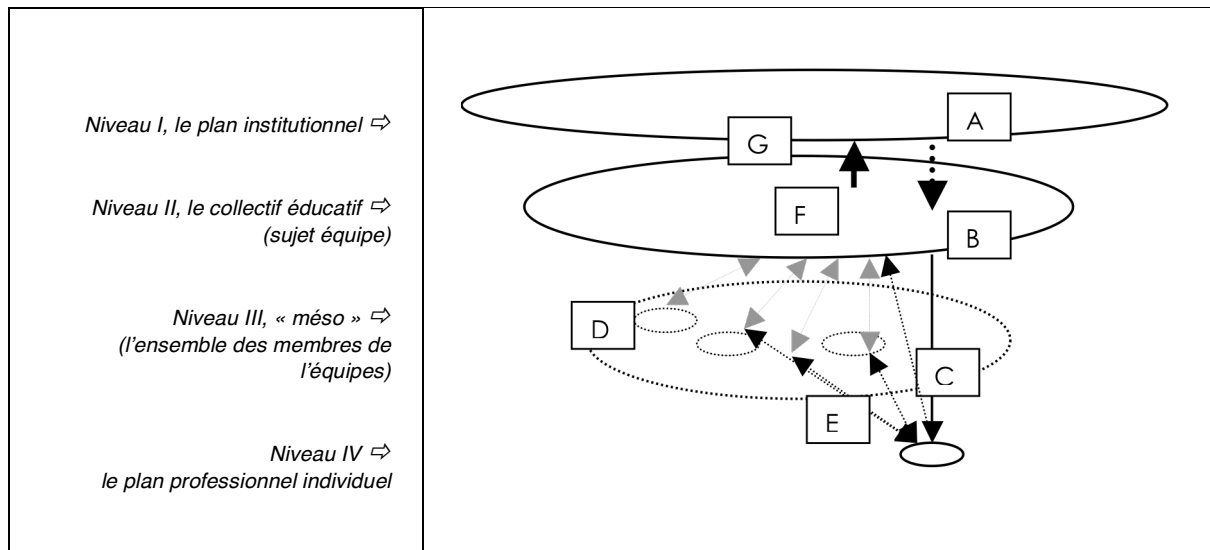 Niveau I, le plan institutionnel ⇨
Niveau II, le collectif éducatif ⇨
(sujet équipe)
Niveau III, « méso » ⇨
(l’ensemble des membres de
l’équipes)
Niveau IV ⇨
le plan professionnel individuel
A
G
F
B
D
C
E